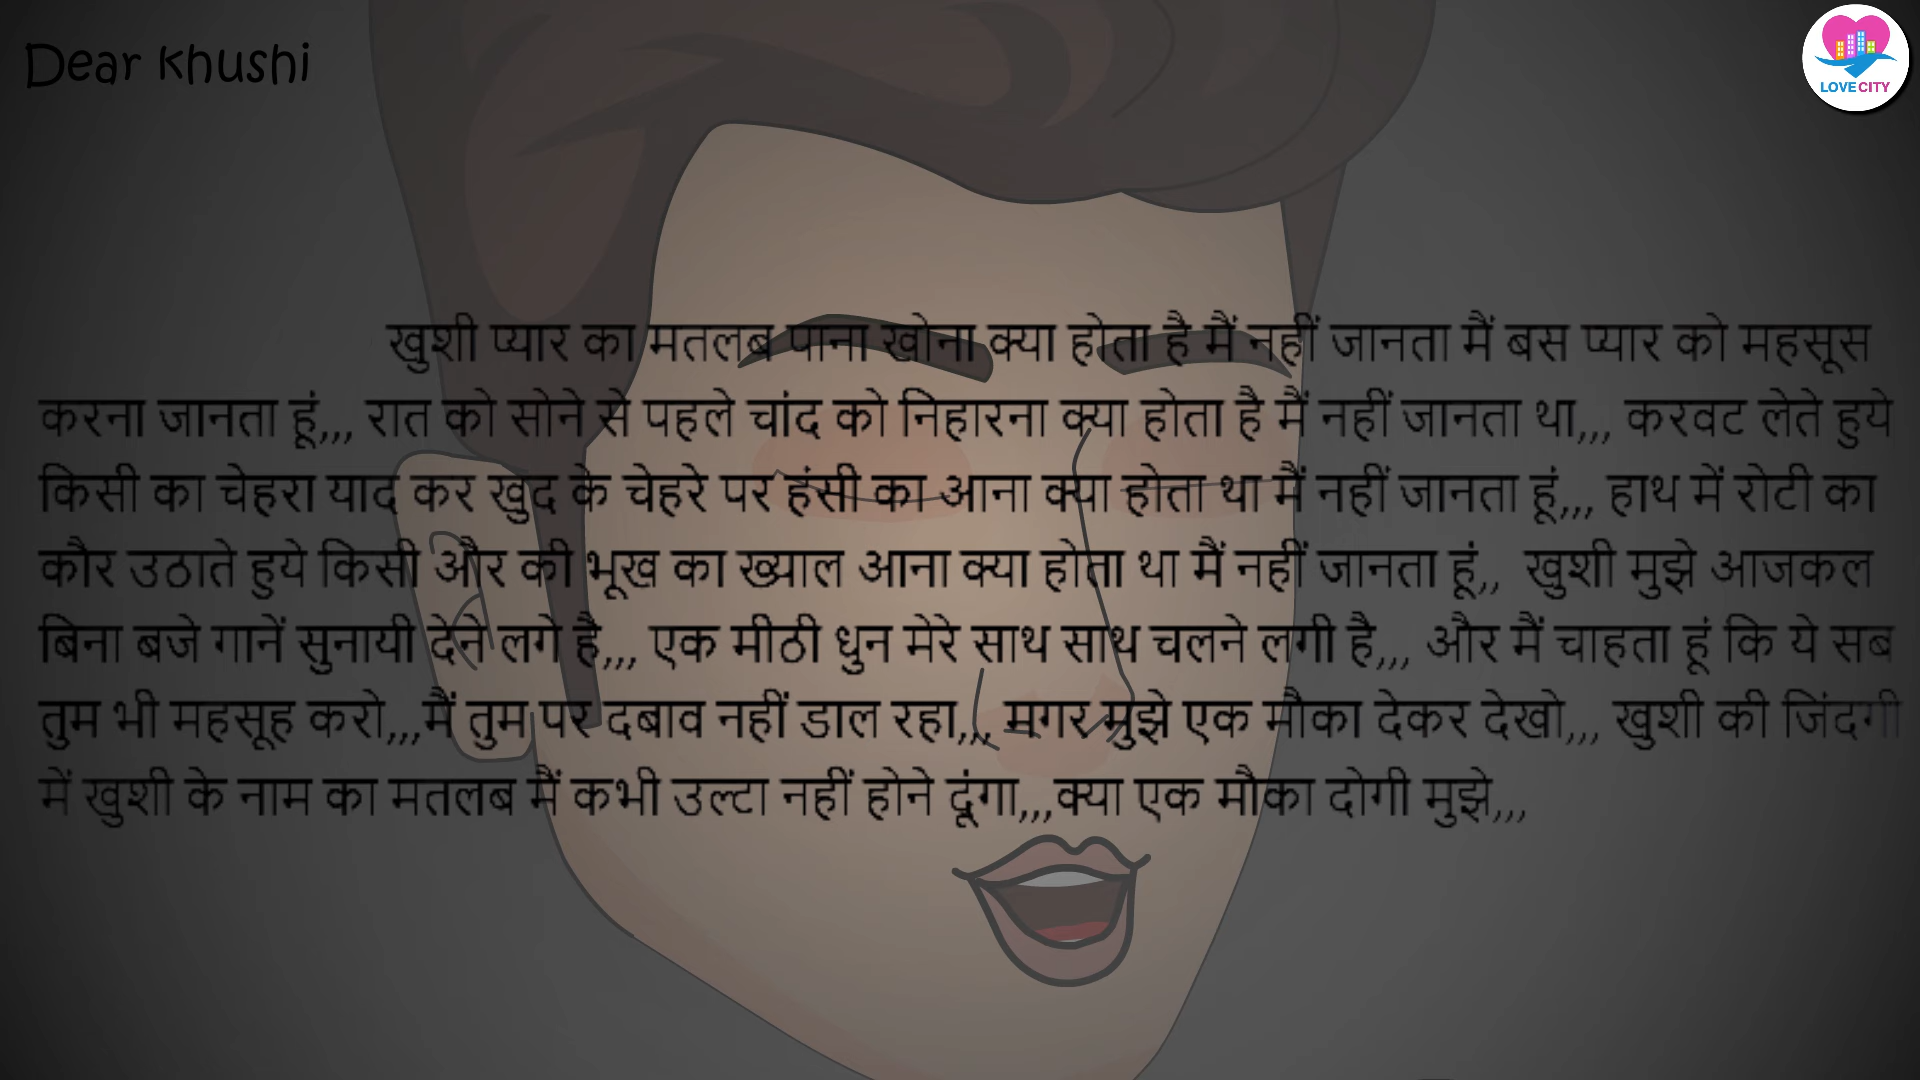 Dear khushi
LOVE CITY
खुशी प्यार का मतलब पाना खोना क्या होता है मैं नहीं जानता मैं बस प्यार को महसूस
करना जानता हूं,,, रात को सोने से पहले चांद को निहारना क्या होता है मैं नहीं जानता था,,, करवट लेते हुये
किसी का चेहरा याद कर खुद के चेहरे पर हंसी का आना क्या होता था मैं नहीं जानता हूं,,, हाथ में रोटी का
कौर उठाते हुये किसी और की भूख का ख्याल आना क्या होता था मैं नहीं जानता हूं,, खुशी मुझे आजकल
बिना बजे गानें सुनायी देने लगे है,,, एक मीठी धुन मेरे साथ साथ चलने लगी है,,, और मैं चाहता हूं कि ये सब
तुम भी महसूह करो,,,मैं तुम पर दबाव नहीं डाल रहा,,, मगर मुझे एक मौका देकर देखो,,, खुशी की जिंदगी
में खुशी के नाम का मतलब मैं कभी उल्टा नहीं होने दूंगा,,,क्या एक मौका दोगी मुझे,,,